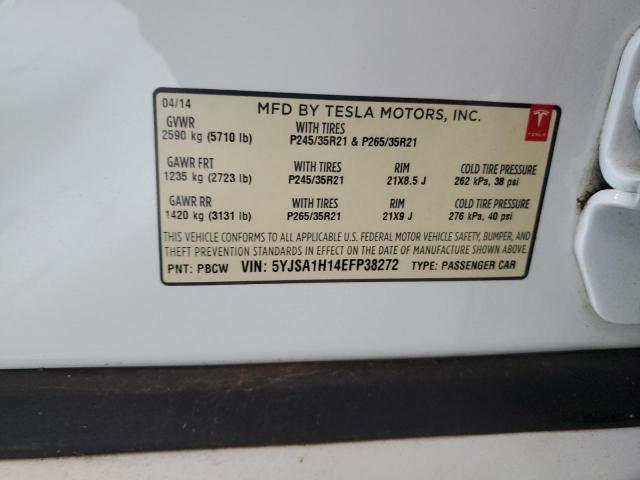 04/14 MFD BY TESLA MOTORS, INC.
GVWR WITH TIRES
2590 kg (5710 lb) P245/35R21 & P265/35R21
TESLA
GAWR FRT WITH TIRES RIM COLD TIRE PRESSURE
1235 kg (2723 lb) P245/35R21 21X8.5 J 262 kPa, 38 psi
GAWR RR WITH TIRES RIM COLD TIRE PRESSURE
1420 kg (3131 lb) P265/35R21 21X9 J 276 kPa, 40 psi
THIS VEHICLE CONFORMS TO ALL APPLICABLE U.S. FEDERAL MOTOR VEHICLE SAFETY, BUMPER, AND
THEFT PREVENTION STANDARDS IN EFFECT ON THE DATE OF MANUFACTURE SHOWN ABOVE.
PNT: PBCW VIN: 5YJSA1H14EFP38272 TYPE: PASSENGER CAR